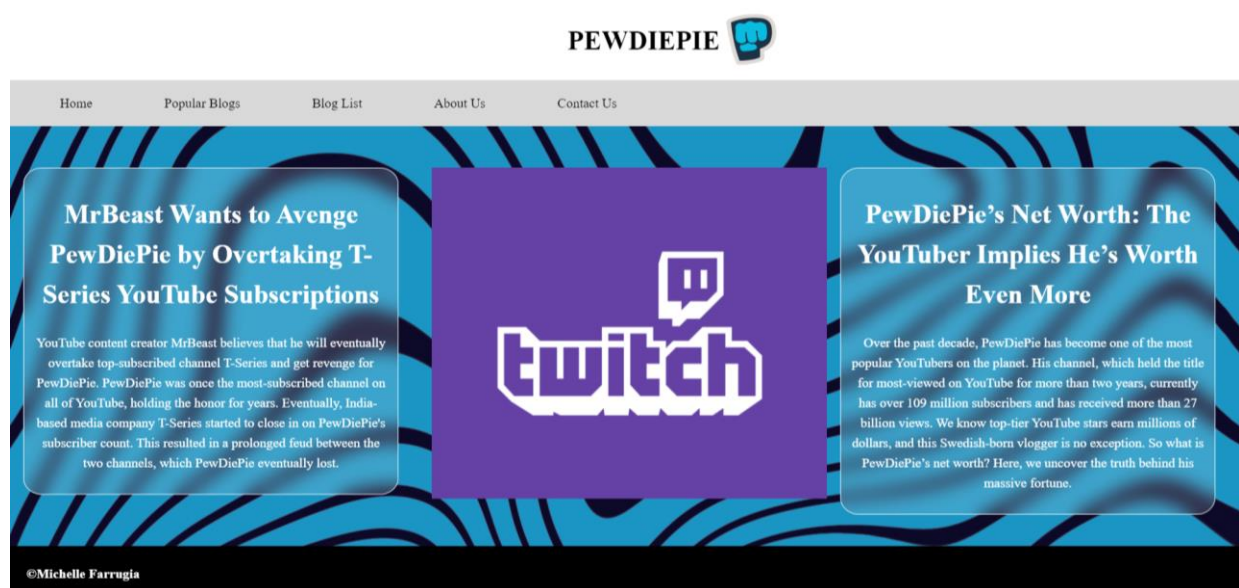 PEWDIEPIE
Home
Popular Blogs
Blog List
About Us
Contact Us
MrBeast Wants to Avenge
PewDiePie by Overtaking T-
Series YouTube Subscriptions
YouTube content creator MrBeast believes that he will eventually
overtake top-subscribed channel T-Series and get revenge for
PewDiePie. PewDiePie was once the most-subscribed channel on
all of YouTube, holding the honor for years. Eventually, India-
based media company T-Series started to close in on PewDiePie's
subscriber count. This resulted in a prolonged feud between the
two channels, which PewDiePie eventually lost.
twitch
PewDiePie’s Net Worth: The
YouTuber Implies He’s Worth
Even More
Over the past decade, PewDiePie has become one of the most
popular YouTubers on the planet. His channel, which held the title
for most-viewed on YouTube for more than two years, currently
has over 109 million subscribers and has received more than 27
billion views. We know top-tier YouTube stars earn millions of
dollars, and this Swedish-born vlogger is no exception. So what is
PewDiePie’s net worth? Here, we uncover the truth behind his
massive fortune.
©Michelle Farrugia